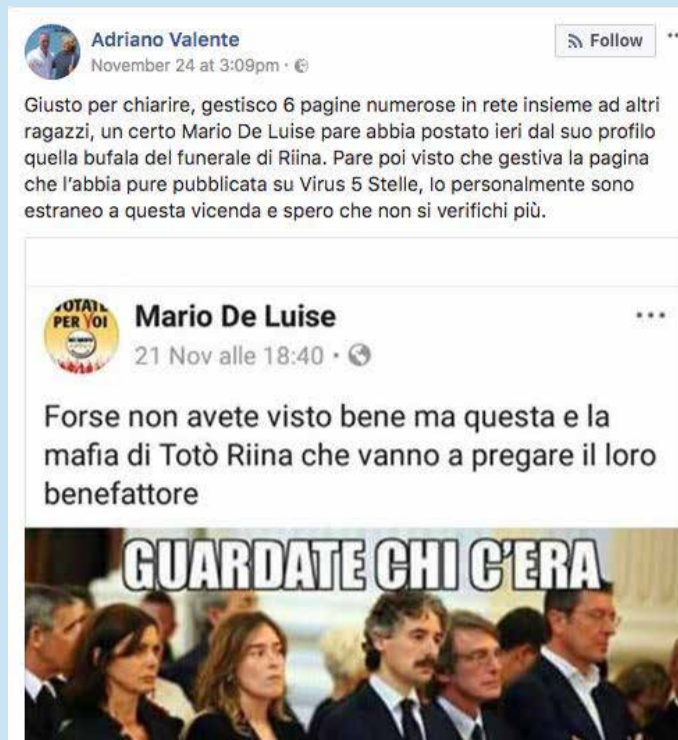 Adriano Valente
Follow
November 24 at 3:09pm ·
Giusto per chiarire, gestisco 6 pagine numerose in rete insieme ad altri
ragazzi, un certo Mario De Luise pare abbia postato ieri dal suo profilo
quella bufala del funerale di Riina. Pare poi visto che gestiva la pagina
che l'abbia pure pubblicata su Virus 5 Stelle, Io personalmente sono
estraneo a questa vicenda e spero che non si verifichi più.
PER VOI
Mario De Luise
21 Nov alle 18:40 ·
Forse non avete visto bene ma questa e la
mafia di Totò Riina che vanno a pregare il loro
benefattore
GUARDATE CHI C'ERA